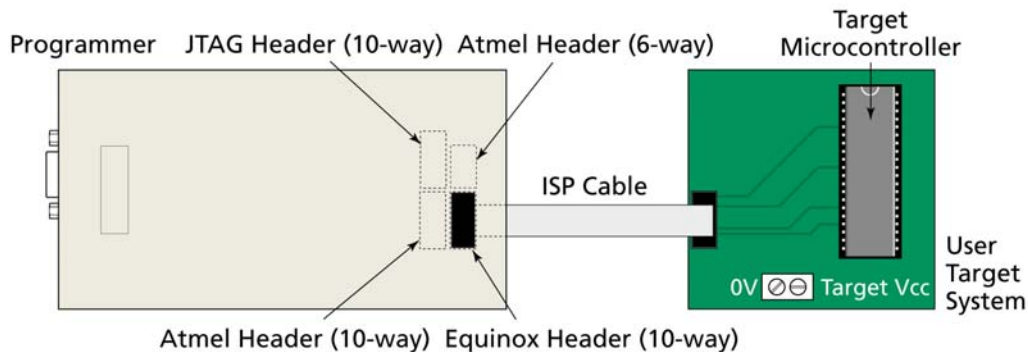 Target
Microcontroller
Programmer
JTAG Header (10-way)
Atmel Header (6-way)
ISP Cable
User
Target
System
0V
Target Vcc
Atmel Header (10-way)
Equinox Header (10-way)